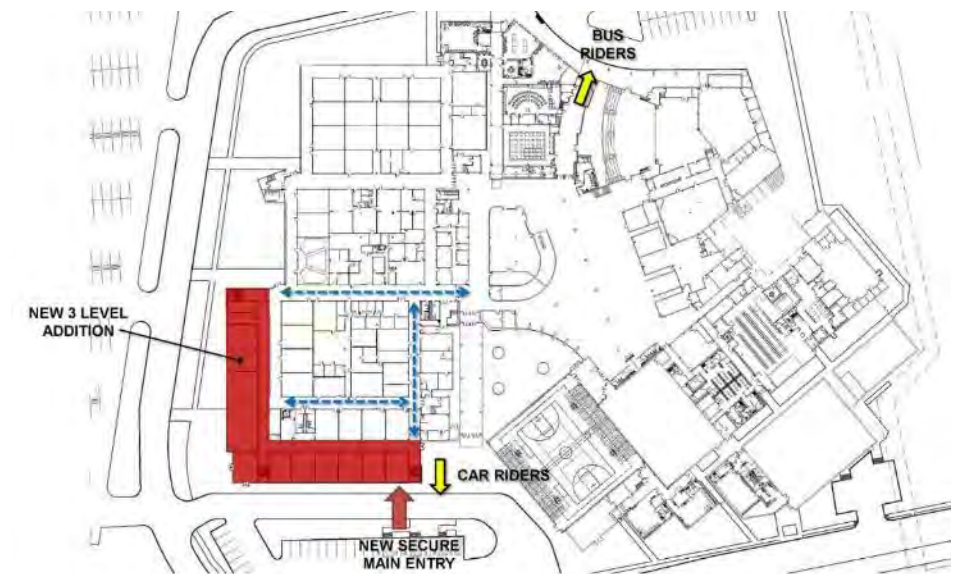 BUS
RIDERS
NEW 3 LEVEL
ADDITION
CAR RIDERS
NEW SECURE
MAIN ENTRY